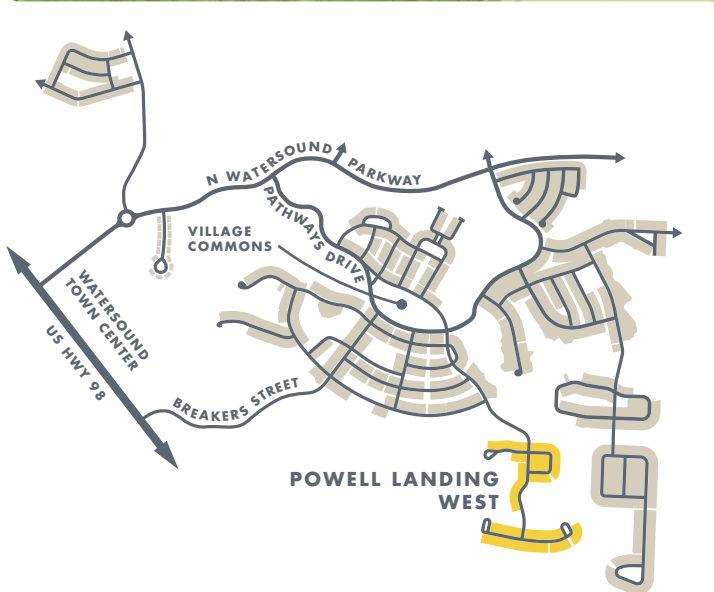 N WATERSOUND PARKWAY
PATHWAYS DRIVE
VILLAGE
COMMONS
WATERSOUND
TOWN CENTER
US HWY 98
BREAKERS STREET
POWELL LANDING
WEST